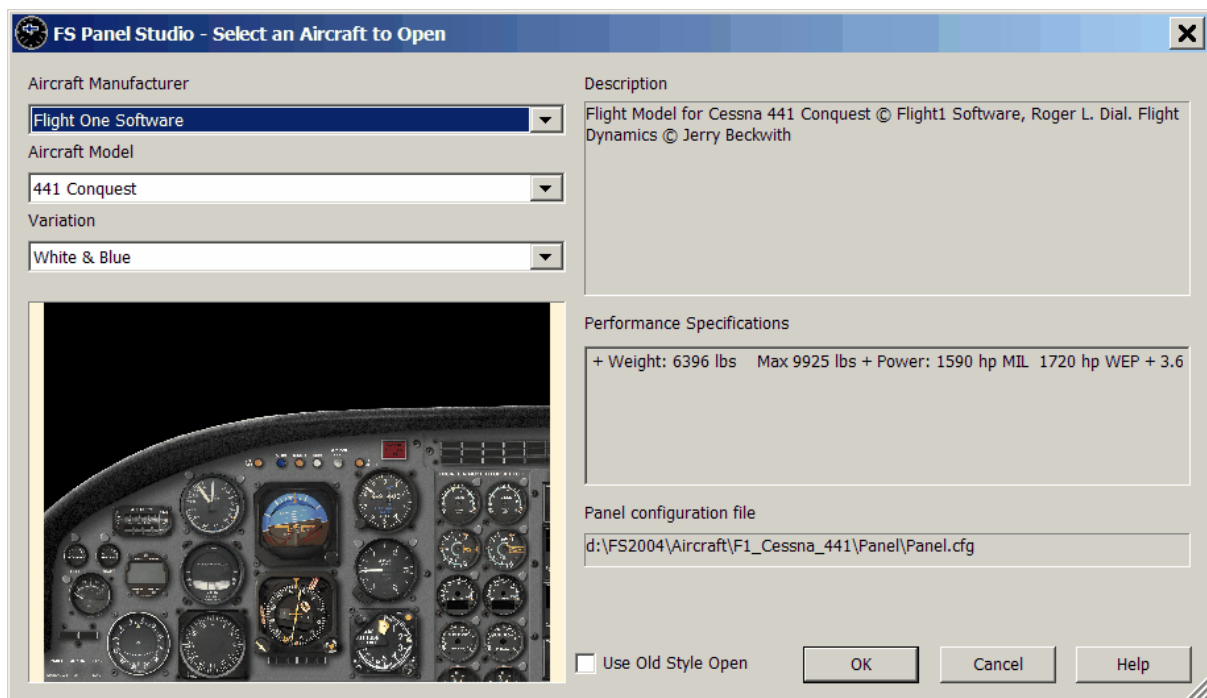 FS Panel Studio - Select an Aircraft to Open
Aircraft Manufacturer
Flight One Software
Aircraft Model
441 Conquest
Variation
White & Blue
Description
Flight Model for Cessna 441 Conquest © Flight1 Software, Roger L. Dial. Flight
Dynamics © Jerry Beckwith
Performance Specifications
+ Weight: 6396 lbs    Max 9925 lbs + Power: 1590 hp MIL  1720 hp WEP + 3.6
Panel configuration file
d:\FS2004\Aircraft\F1_Cessna_441\Panel\Panel.cfg
Use Old Style Open
OK
Cancel
Help